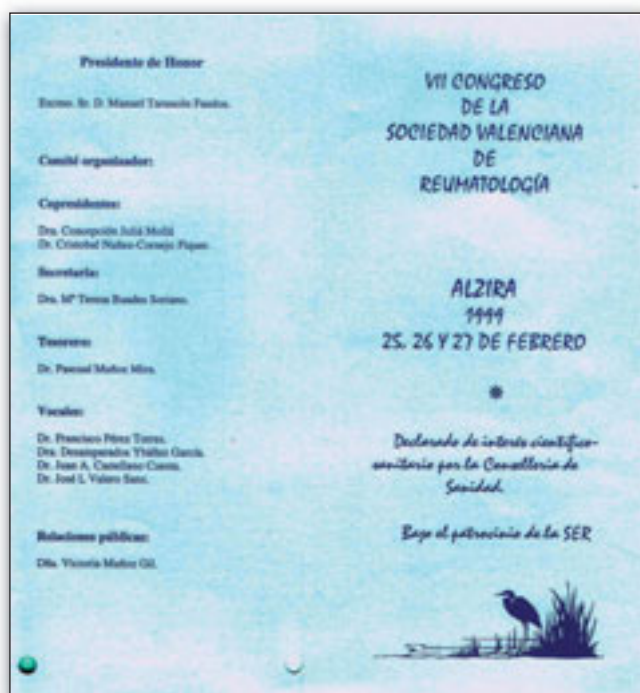 Presidente de Honor
Excmo. Sr. D. Manuel Tarancón Fandos.
Comité organizador:
Copresidentes:
Dra. Concepción Juliá Mollá
Dr. Cristobal Núñez-Cornejo Piquer.
Secretaria:
Dra. Mª Teresa Buades Soriano.
Tesorero:
Dr. Pascual Muñoz Mira.
Vocales:
Dr. Francisco Pérez Torres.
Dra. Desamparados Ybáñez García.
Dr. Juan A. Castellano Cuesta.
Dr. José L Valero Sanz.
Relaciones públicas:
Dña. Victoria Muñoz Gil.
VII CONGRESO
DE LA
SOCIEDAD VALENCIANA
DE
REUMATOLOGÍA
ALZIRA
1999
25, 26 Y 27 DE FEBRERO
Declarado de interés científico-
sanitario por la Conselleria de
Sanidad.
Bajo el patrocinio de la SER